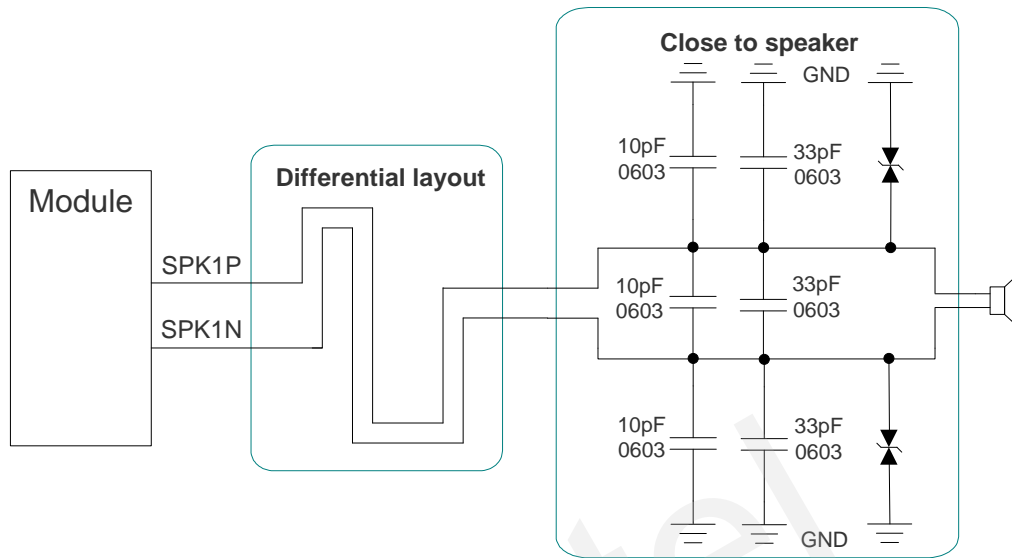 Close to speaker
GND
10pF
0603
33pF
0603
Differential layout
Module
SPK1P
10pF
0603
33pF
0603
SPK1N
10pF
0603
33pF
0603
GND